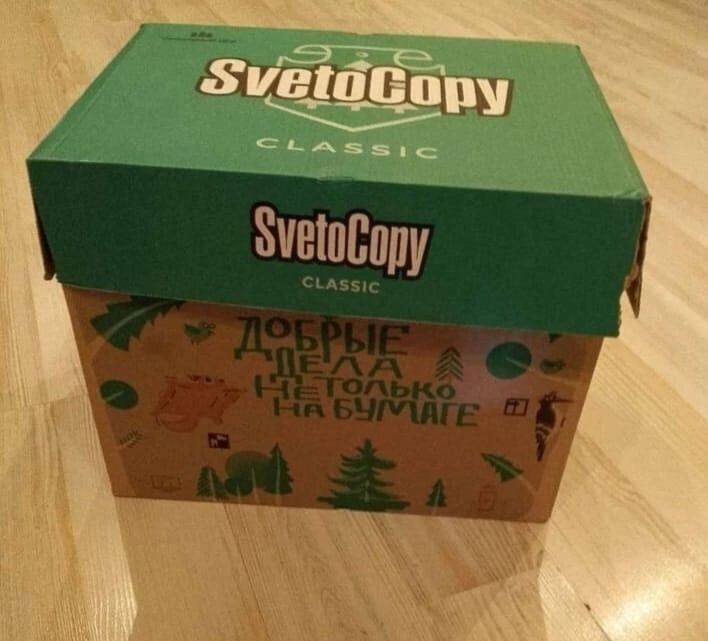 SvetoCopy
CLASSIC
SvetoCopy
CLASSIC
ДОБРЫЕ
ДЕЛА
НЕ ТОЛЬКО
НА БУМАГЕ